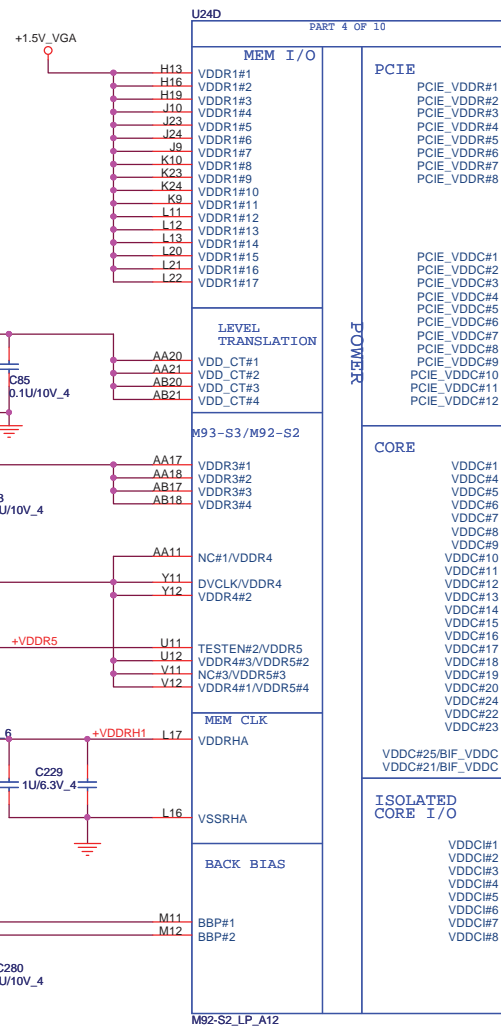 U24D
PART 4 OF 10
+1.5V_VGA
MEM I/O
PCIE
H13 VDDR1#1
H16 VDDR1#2
H19 VDDR1#3
J10 VDDR1#4
J23 VDDR1#5
J24 VDDR1#6
J9 VDDR1#7
K10 VDDR1#8
K23 VDDR1#9
K24 VDDR1#10
K9 VDDR1#11
L11 VDDR1#12
L12 VDDR1#13
L13 VDDR1#14
L20 VDDR1#15
L21 VDDR1#16
L22 VDDR1#17
PCIE_VDDR#1
PCIE_VDDR#2
PCIE_VDDR#3
PCIE_VDDR#4
PCIE_VDDR#5
PCIE_VDDR#6
PCIE_VDDR#7
PCIE_VDDR#8
PCIE_VDDC#1
PCIE_VDDC#2
PCIE_VDDC#3
PCIE_VDDC#4
PCIE_VDDC#5
PCIE_VDDC#6
PCIE_VDDC#7
PCIE_VDDC#8
PCIE_VDDC#9
PCIE_VDDC#10
PCIE_VDDC#11
PCIE_VDDC#12
LEVEL
TRANSLATION
POWER
AA20 VDD_CT#1
AA21 VDD_CT#2
AB20 VDD_CT#3
AB21 VDD_CT#4
C85
0.1U/10V_4
M93-S3/M92-S2
AA17 VDDR3#1
AA18 VDDR3#2
AB17 VDDR3#3
AB18 VDDR3#4
U/10V_4
AA11 NC#1/VDDR4
Y11 DVCLK/VDDR4
Y12 VDDR4#2
+VDDR5
U11 TESTEN#2/VDDR5
U12 VDDR4#3/VDDR5#2
V11 NC#3/VDDR5#3
V12 VDDR4#1/VDDR5#4
CORE
VDDC#1
VDDC#4
VDDC#5
VDDC#6
VDDC#7
VDDC#8
VDDC#9
VDDC#10
VDDC#11
VDDC#12
VDDC#13
VDDC#14
VDDC#15
VDDC#16
VDDC#17
VDDC#18
VDDC#19
VDDC#20
VDDC#24
VDDC#22
VDDC#23
VDDC#25/BIF_VDDC
VDDC#21/BIF_VDDC
MEM CLK
6
+VDDRH1
L17 VDDRHA
C229
1U/6.3V_4
L16 VSSRHA
ISOLATED
CORE I/O
VDDCI#1
VDDCI#2
VDDCI#3
VDDCI#4
VDDCI#5
VDDCI#6
VDDCI#7
VDDCI#8
BACK BIAS
M11 BBP#1
M12 BBP#2
C280
U/10V_4
M92-S2_LP_A12